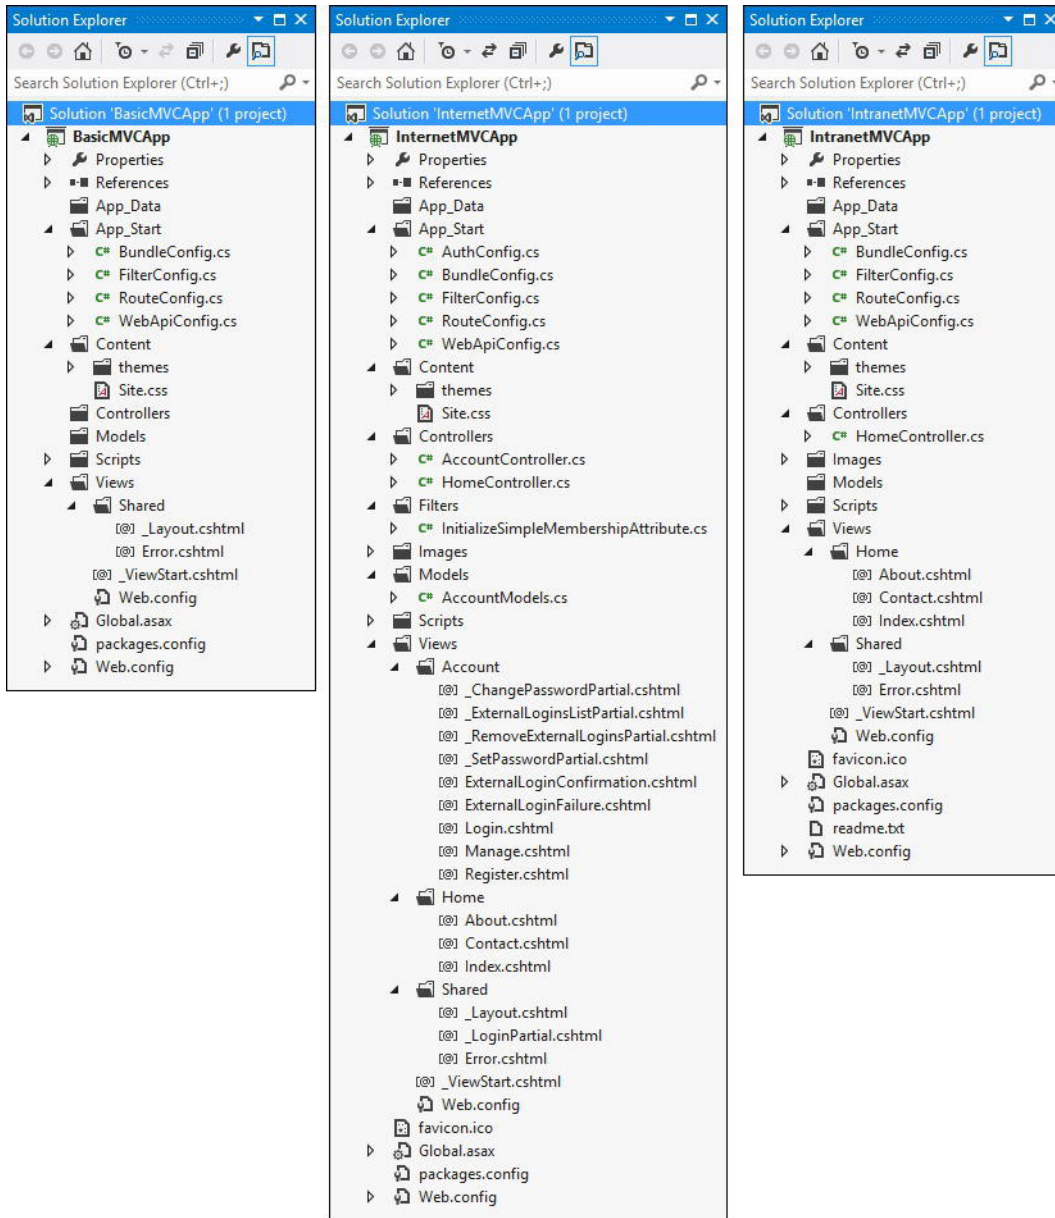 Solution Explorer
Search Solution Explorer (Ctrl+;)
Solution 'BasicMVCApp' (1 project)
BasicMVCApp
Properties
References
App_Data
App_Start
C# BundleConfig.cs
C# FilterConfig.cs
C# RouteConfig.cs
C# WebApiConfig.cs
Content
themes
Site.css
Controllers
Models
Scripts
Views
Shared
[@] _Layout.cshtml
[@] Error.cshtml
[@] _ViewStart.cshtml
Web.config
Global.asax
packages.config
Web.config
Solution Explorer
Search Solution Explorer (Ctrl+;)
Solution 'InternetMVCApp' (1 project)
InternetMVCApp
Properties
References
App_Data
App_Start
C# AuthConfig.cs
C# BundleConfig.cs
C# FilterConfig.cs
C# RouteConfig.cs
C# WebApiConfig.cs
Content
themes
Site.css
Controllers
C# AccountController.cs
C# HomeController.cs
Filters
C# InitializeSimpleMembershipAttribute.cs
Images
Models
C# AccountModels.cs
Scripts
Views
Account
[@] _ChangePasswordPartial.cshtml
[@] _ExternalLoginsListPartial.cshtml
[@] _RemoveExternalLoginsPartial.cshtml
[@] _SetPasswordPartial.cshtml
[@] ExternalLoginConfirmation.cshtml
[@] ExternalLoginFailure.cshtml
[@] Login.cshtml
[@] Manage.cshtml
[@] Register.cshtml
Home
[@] About.cshtml
[@] Contact.cshtml
[@] Index.cshtml
Shared
[@] _Layout.cshtml
[@] _LoginPartial.cshtml
[@] Error.cshtml
[@] _ViewStart.cshtml
Web.config
favicon.ico
Global.asax
packages.config
Web.config
Solution Explorer
Search Solution Explorer (Ctrl+;)
Solution 'IntranetMVCApp' (1 project)
IntranetMVCApp
Properties
References
App_Data
App_Start
C# BundleConfig.cs
C# FilterConfig.cs
C# RouteConfig.cs
C# WebApiConfig.cs
Content
themes
Site.css
Controllers
C# HomeController.cs
Images
Models
Scripts
Views
Home
[@] About.cshtml
[@] Contact.cshtml
[@] Index.cshtml
Shared
[@] _Layout.cshtml
[@] Error.cshtml
[@] _ViewStart.cshtml
Web.config
favicon.ico
Global.asax
packages.config
readme.txt
Web.config